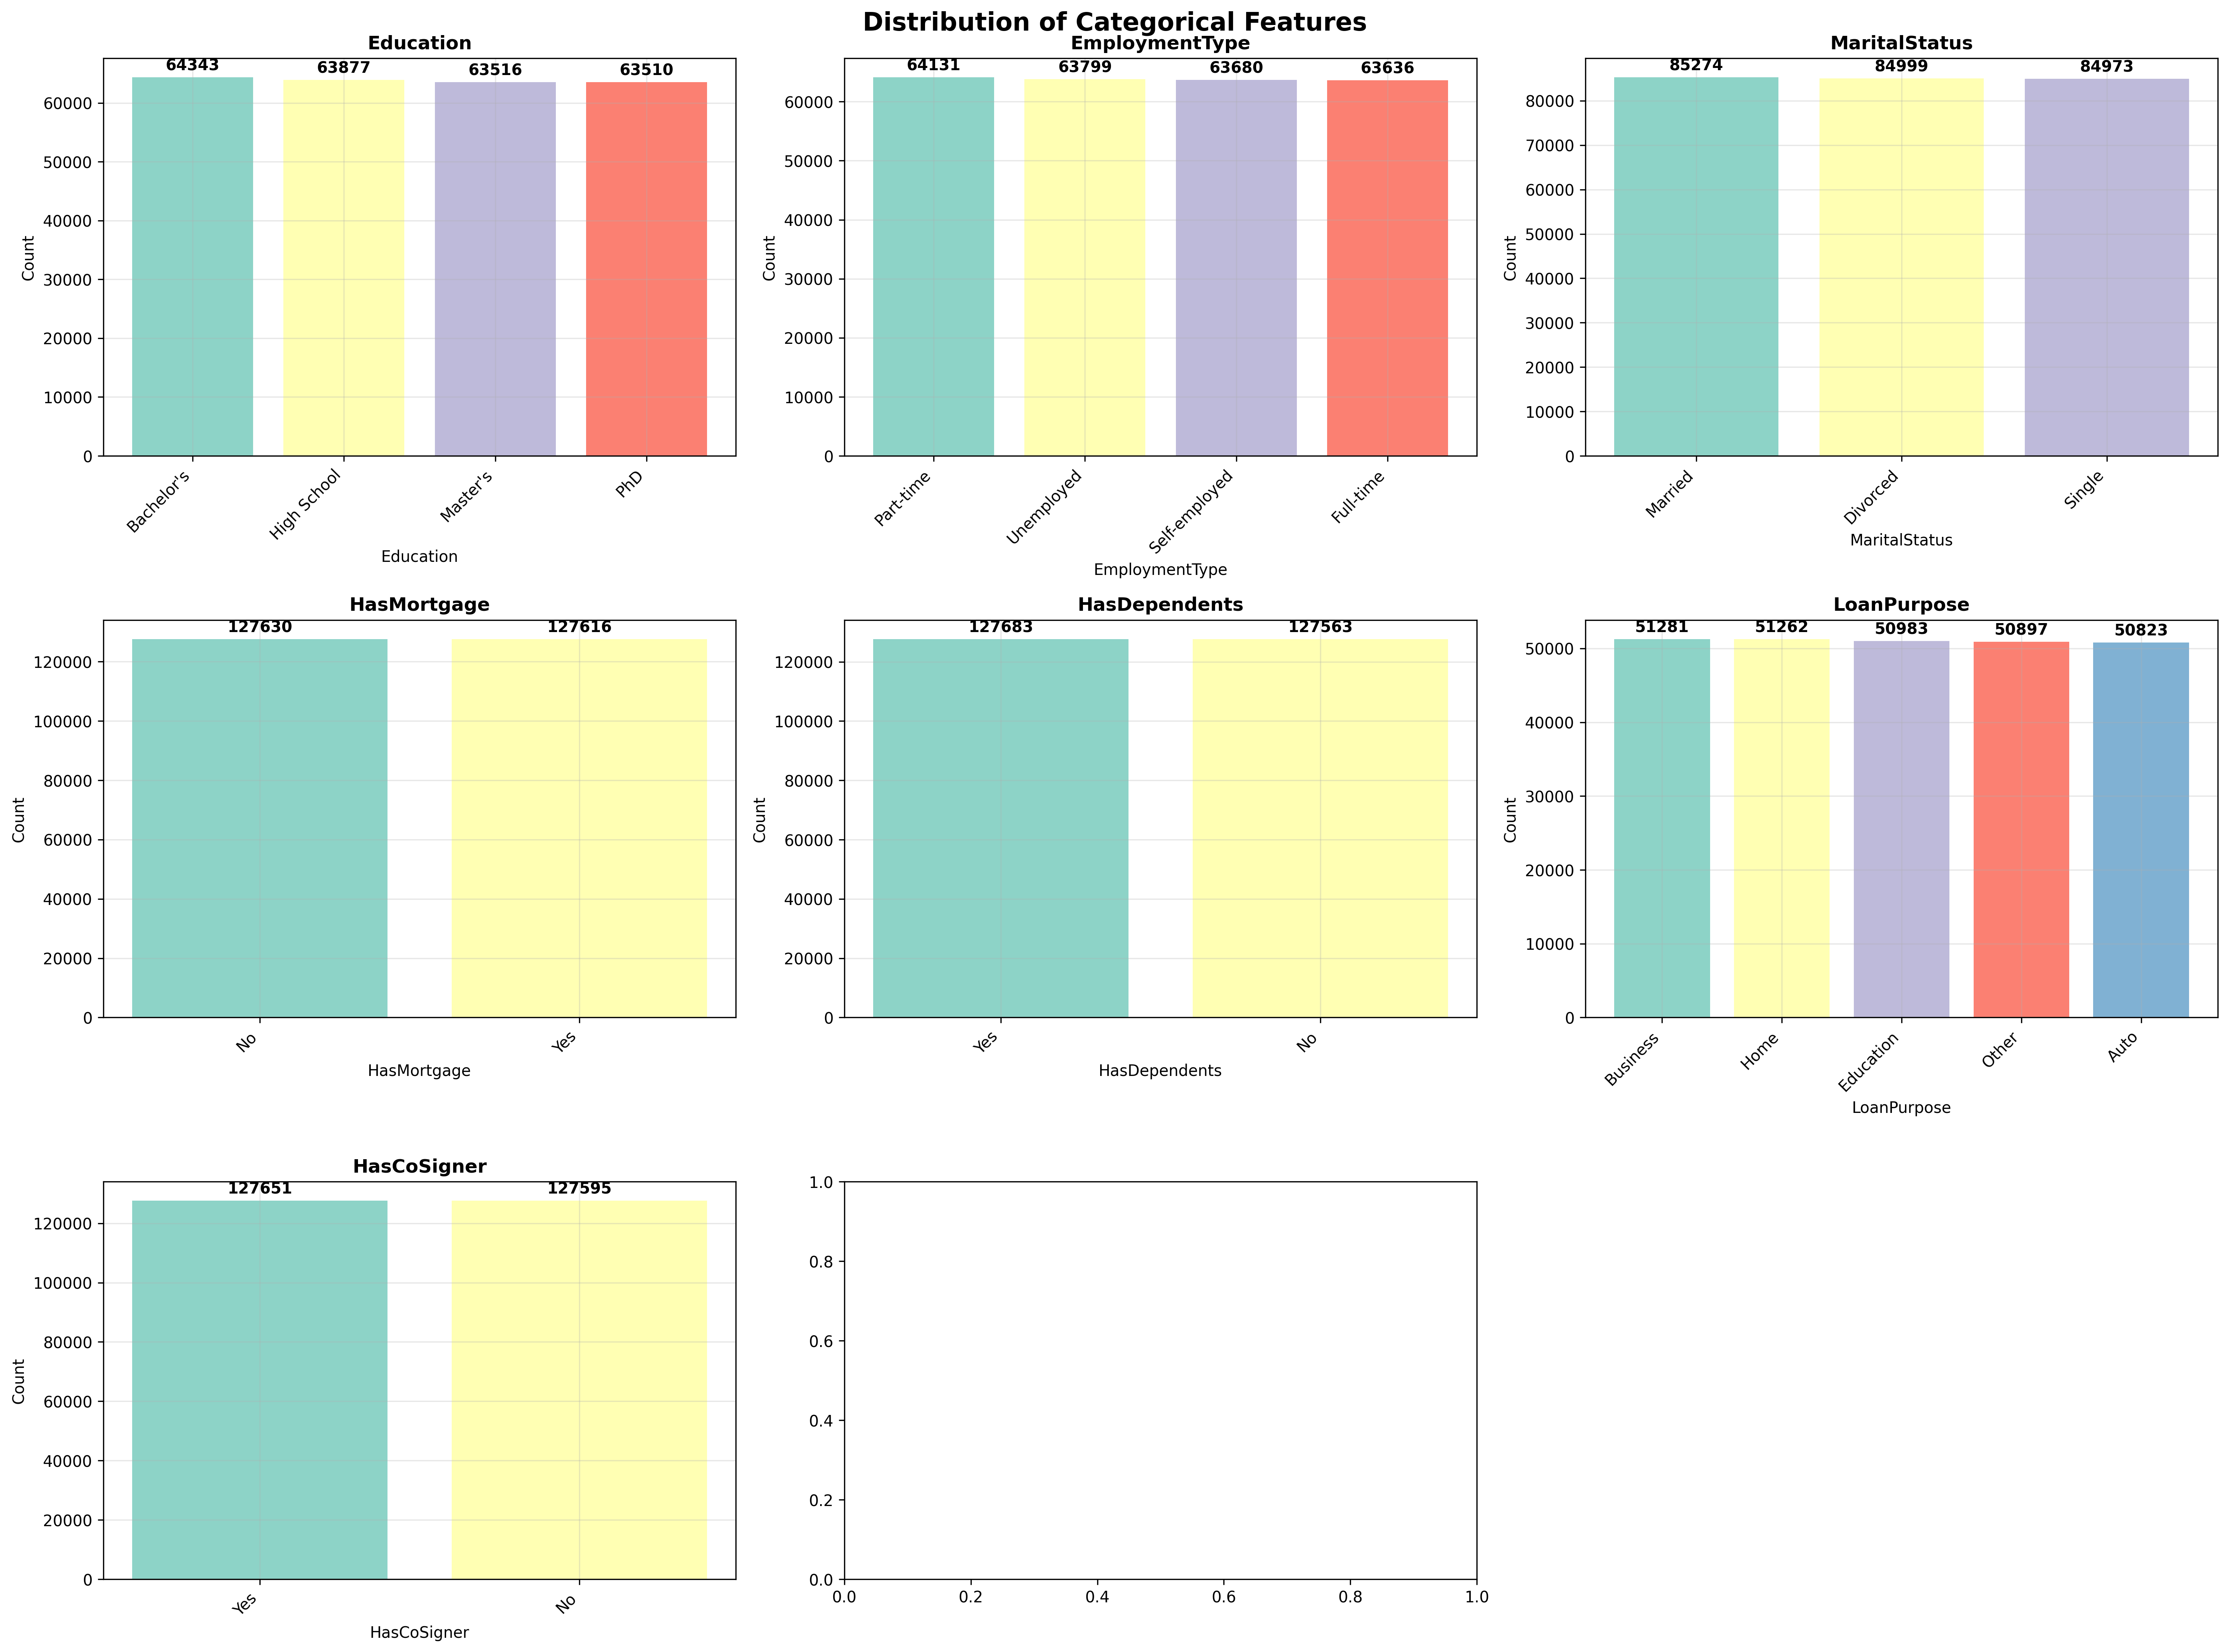 Distribution of Categorical Features
Education
64343 63877 63516 63510
60000
50000
40000
30000
20000
10000
0
Count
Bachelor's High School Master's PhD
Education
EmploymentType
64131 63799 63680 63636
60000
50000
40000
30000
20000
10000
0
Count
Part-time Unemployed Self-employed Full-time
EmploymentType
MaritalStatus
85274 84999 84973
80000
70000
60000
50000
40000
30000
20000
10000
0
Count
Married Divorced Single
MaritalStatus
HasMortgage
127630 127616
120000
100000
80000
60000
40000
20000
0
Count
No Yes
HasMortgage
HasDependents
127683 127563
120000
100000
80000
60000
40000
20000
0
Count
Yes No
HasDependents
LoanPurpose
51281 51262 50983 50897 50823
50000
40000
30000
20000
10000
0
Count
Business Home Education Other Auto
LoanPurpose
HasCoSigner
127651 127595
120000
100000
80000
60000
40000
20000
0
Count
Yes No
HasCoSigner
1.0
0.8
0.6
0.4
0.2
0.0
0.0 0.2 0.4 0.6 0.8 1.0